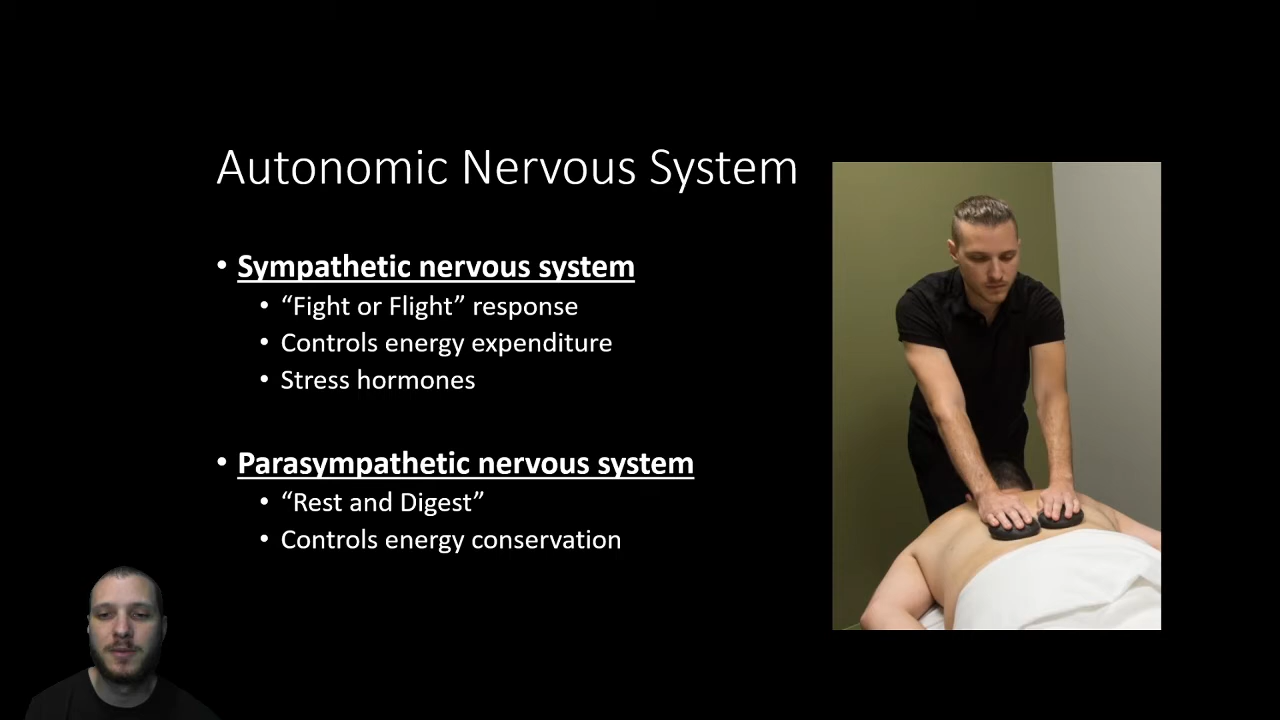 Autonomic Nervous System
• Sympathetic nervous system
• “Fight or Flight” response
• Controls energy expenditure
• Stress hormones
• Parasympathetic nervous system
• “Rest and Digest”
• Controls energy conservation